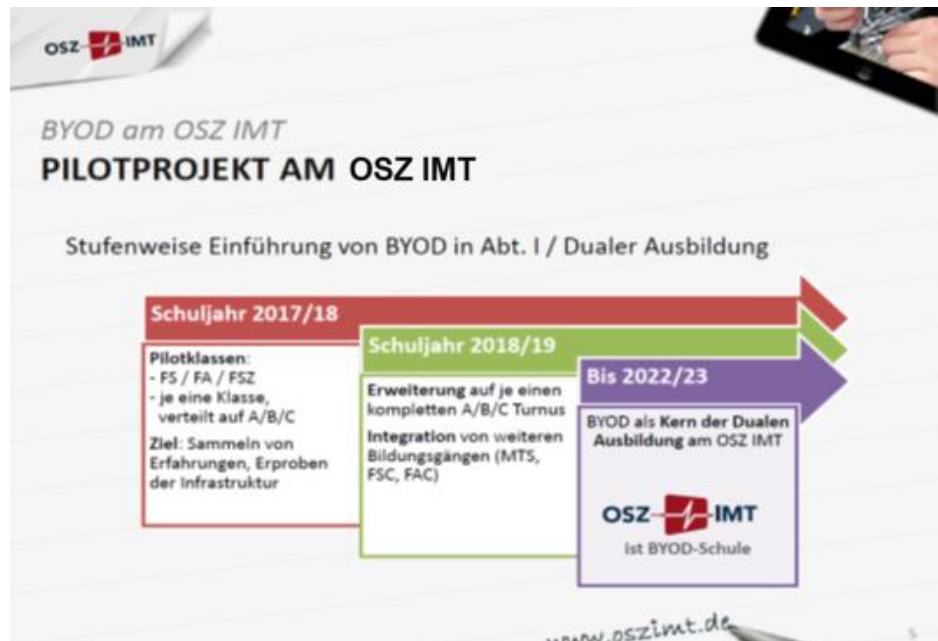 OSZ IMT
BYOD am OSZ IMT
PILOTPROJEKT AM OSZ IMT
Stufenweise Einführung von BYOD in Abt. I / Dualer Ausbildung
Schuljahr 2017/18
Pilotklassen:
- FS / FA / FSZ
- je eine Klasse,
verteilt auf A/B/C
Ziel: Sammeln von
Erfahrungen, Erproben
der Infrastruktur
Schuljahr 2018/19
Erweiterung auf je einen
kompletten A/B/C Turnus
Integration von weiteren
Bildungsgängen (MTS,
FSC, FAC)
Bis 2022/23
BYOD als Kern der Dualen
Ausbildung am OSZ IMT
OSZ IMT
ist BYOD-Schule
www.oszimt.de
5